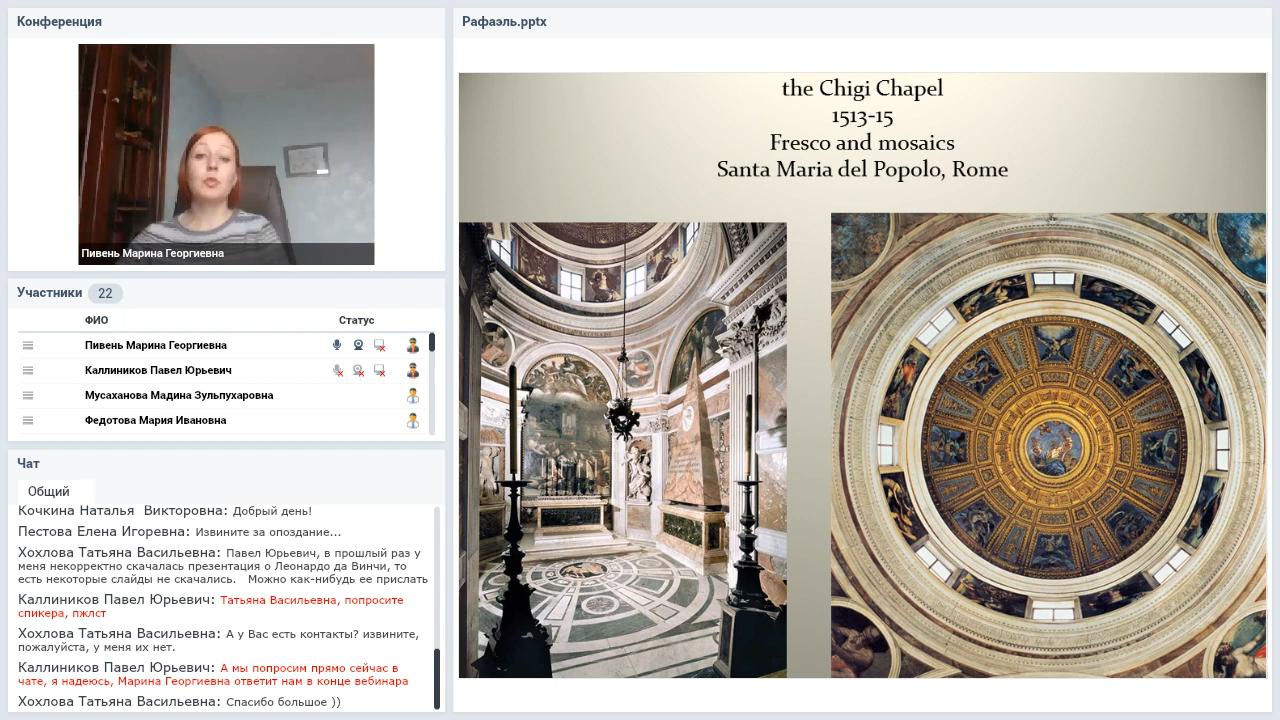 Конференция
Пивень Марина Георгиевна
Участники 22
ФИО Статус
Пивень Марина Георгиевна
Каллиников Павел Юрьевич
Мусаханова Мадина Зульпухаровна
Федотова Мария Ивановна
Чат
Общий
Кочкина Наталья Викторовна: Добрый день!
Пестова Елена Игоревна: Извините за опоздание...
Хохлова Татьяна Васильевна: Павел Юрьевич, в прошлый раз у
меня некорректно скачалась презентация о Леонардо да Винчи, то
есть некоторые слайды не скачались. Можно как-нибудь ее прислать
Каллиников Павел Юрьевич: Татьяна Васильевна, попросите
спикера, пжлст
Хохлова Татьяна Васильевна: А у Вас есть контакты? извините,
пожалуйста, у меня их нет.
Каллиников Павел Юрьевич: А мы попросим прямо сейчас в
чате, я надеюсь, Марина Георгиевна ответит нам в конце вебинара
Хохлова Татьяна Васильевна: Спасибо большое ))
Рафаэль.pptx
the Chigi Chapel
1513-15
Fresco and mosaics
Santa Maria del Popolo, Rome